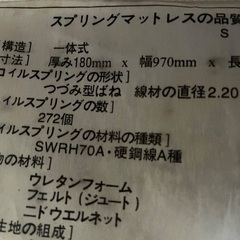 スプリングマットレスの品質
S
構造] 一体式
寸法] 厚み180mm×幅970mm×長
コイルスプリングの形状]
つづみ型ばね 線材の直径2.20
イルスプリングの数]
272個
イルスプリングの材料の種類]
SWRH70A・硬鋼線A種
物の材料]
ウレタンフォーム
フェルト(ジュート)
ニドウエルネット
生地の組成]